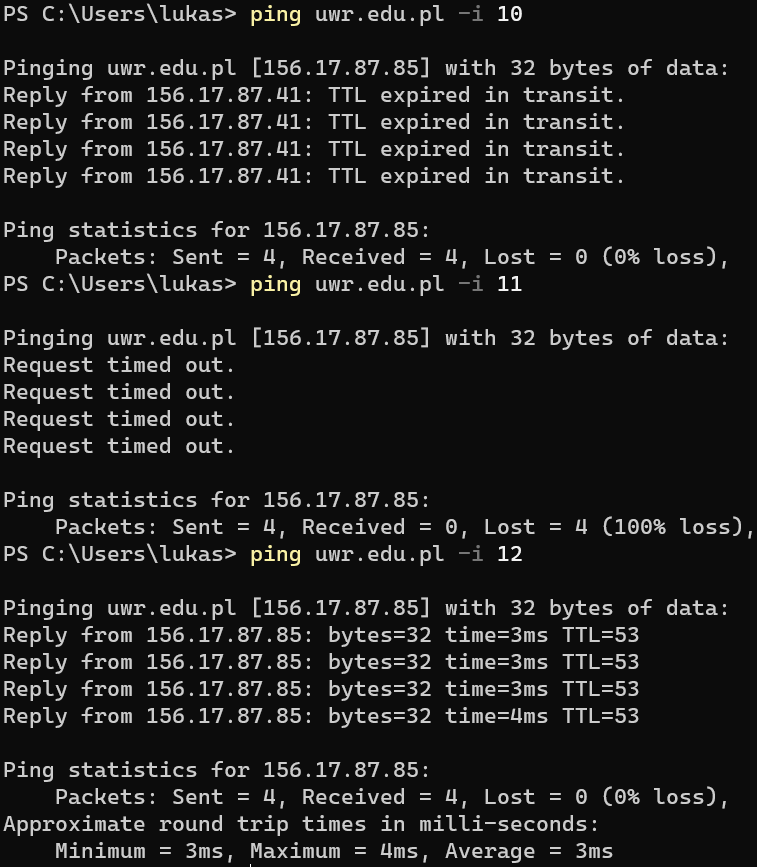 PS C:\Users\lukas> ping uwr.edu.pl -i 10
Pinging uwr.edu.pl [156.17.87.85] with 32 bytes of data:
Reply from 156.17.87.41: TTL expired in transit.
Reply from 156.17.87.41: TTL expired in transit.
Reply from 156.17.87.41: TTL expired in transit.
Reply from 156.17.87.41: TTL expired in transit.
Ping statistics for 156.17.87.85:
    Packets: Sent = 4, Received = 4, Lost = 0 (0% loss),
PS C:\Users\lukas> ping uwr.edu.pl -i 11
Pinging uwr.edu.pl [156.17.87.85] with 32 bytes of data:
Request timed out.
Request timed out.
Request timed out.
Request timed out.
Ping statistics for 156.17.87.85:
    Packets: Sent = 4, Received = 0, Lost = 4 (100% loss),
PS C:\Users\lukas> ping uwr.edu.pl -i 12
Pinging uwr.edu.pl [156.17.87.85] with 32 bytes of data:
Reply from 156.17.87.85: bytes=32 time=3ms TTL=53
Reply from 156.17.87.85: bytes=32 time=3ms TTL=53
Reply from 156.17.87.85: bytes=32 time=3ms TTL=53
Reply from 156.17.87.85: bytes=32 time=4ms TTL=53
Ping statistics for 156.17.87.85:
    Packets: Sent = 4, Received = 4, Lost = 0 (0% loss),
Approximate round trip times in milli-seconds:
    Minimum = 3ms, Maximum = 4ms, Average = 3ms